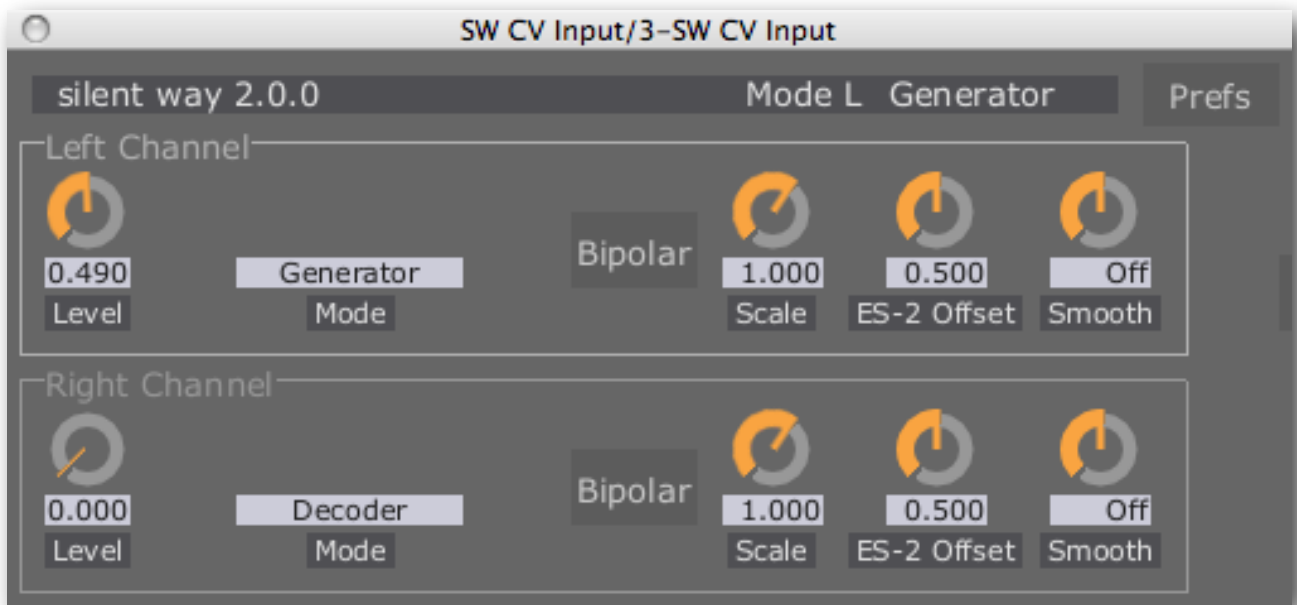 SW CV Input/3-SW CV Input
silent way 2.0.0 Mode L Generator Prefs
Left Channel
Bipolar
0.490 Generator 1.000 0.500 Off
Level Mode Scale ES-2 Offset Smooth
Right Channel
Bipolar
0.000 Decoder 1.000 0.500 Off
Level Mode Scale ES-2 Offset Smooth